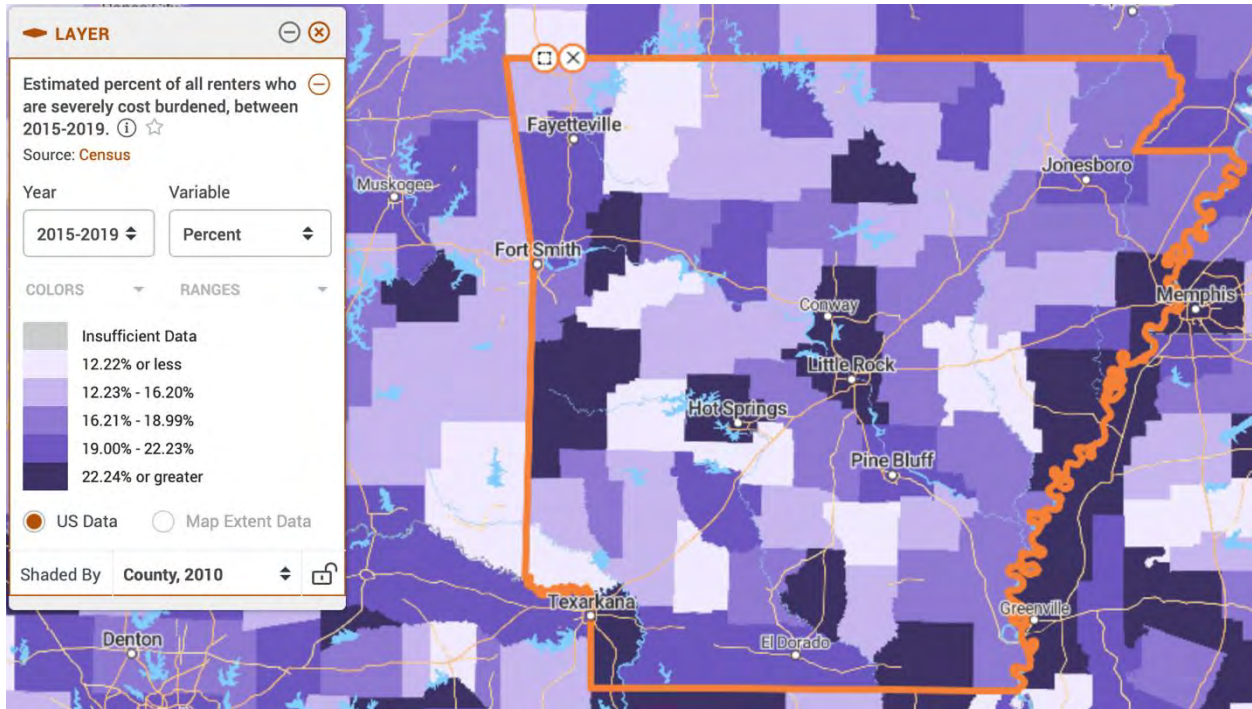 LAYER
Estimated percent of all renters who
are severely cost burdened, between
2015-2019.
Source: Census
Year Variable
2015-2019 Percent
COLORS RANGES
Insufficient Data
12.22% or less
12.23% - 16.20%
16.21% - 18.99%
19.00% - 22.23%
22.24% or greater
US Data Map Extent Data
Shaded By County, 2010
Fayetteville
Jonesboro
Muskogee
Fort Smith
Memphis
Conway
Little Rock
Hot Springs
Pine Bluff
Texarkana
Greenville
Denton
El Dorado